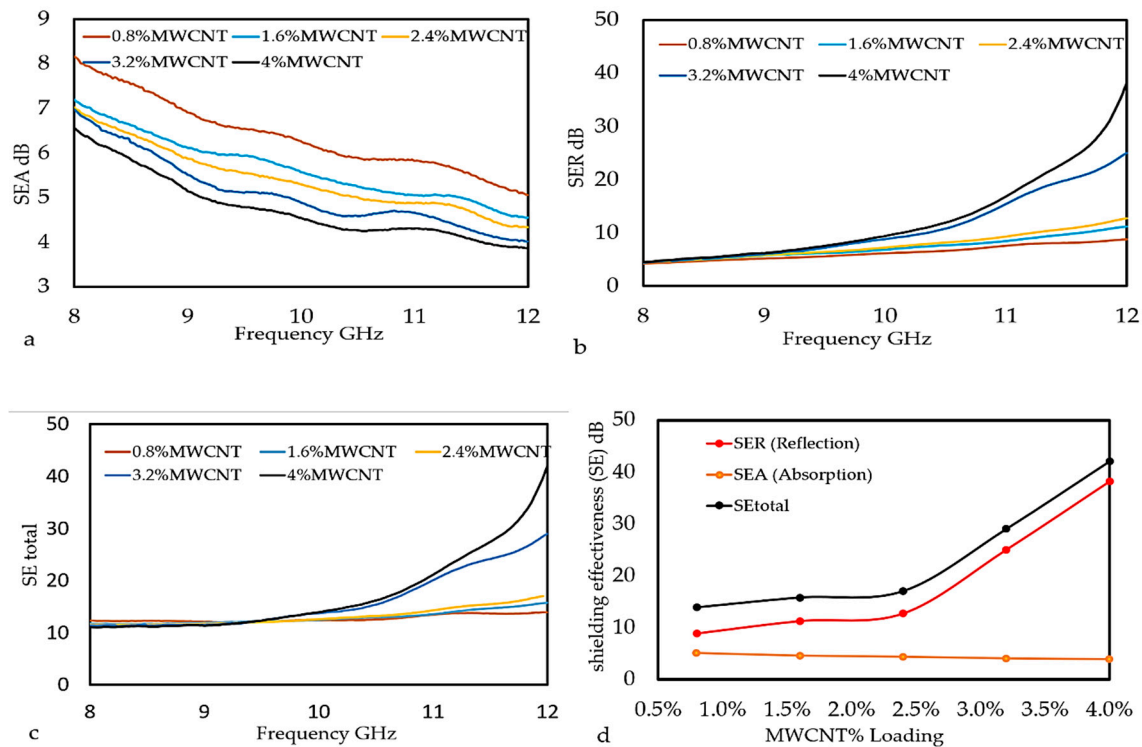 9
8
7
6
5
4
3
SEA dB
0.8%MWCNT 1.6%MWCNT 2.4%MWCNT
3.2%MWCNT 4%MWCNT
8 9 10 11 12
Frequency GHz
a
50
40
30
20
10
0
SER dB
0.8%MWCNT 1.6%MWCNT 2.4%MWCNT
3.2%MWCNT 4%MWCNT
8 9 10 11 12
Frequency GHz
b
50
40
30
20
10
0
SE total
0.8%MWCNT 1.6%MWCNT 2.4%MWCNT
3.2%MWCNT 4%MWCNT
8 9 10 11 12
Frequency GHz
c
50
40
30
20
10
0
shielding effectiveness (SE) dB
SER (Reflection)
SEA (Absorption)
SEtotal
0.5% 1.0% 1.5% 2.0% 2.5% 3.0% 3.5% 4.0%
MWCNT% Loading
d